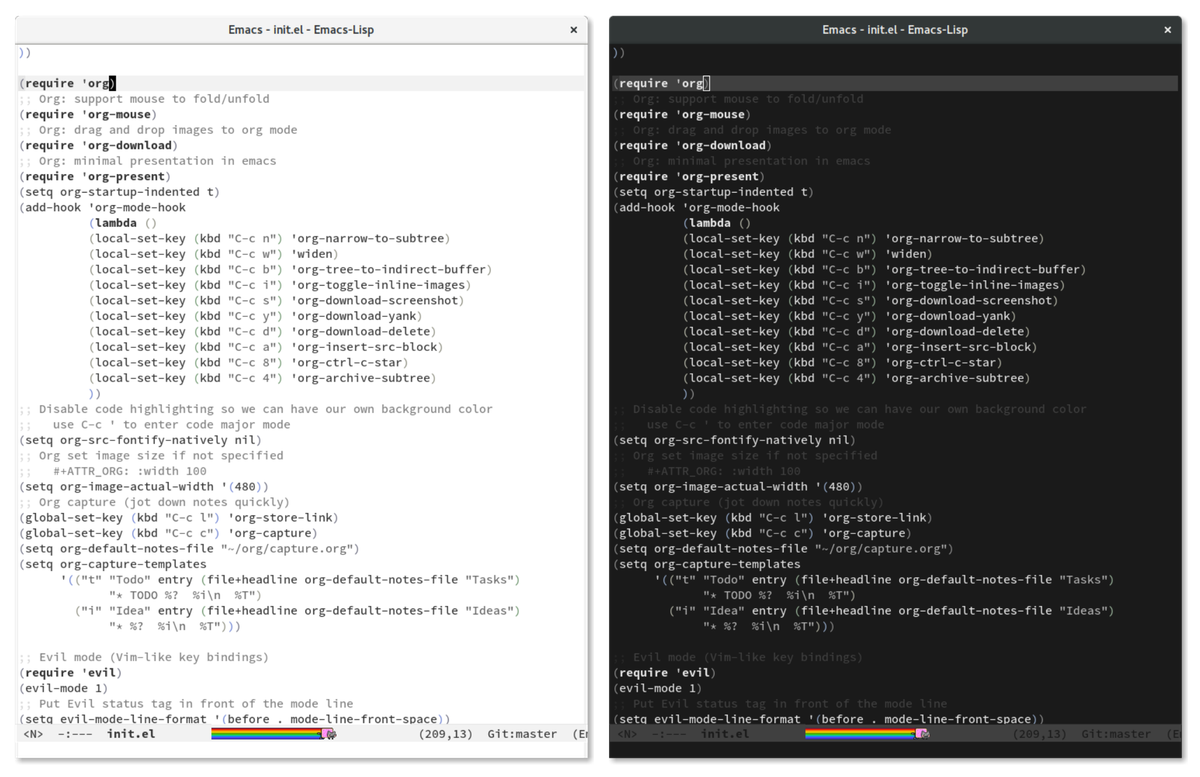 Emacs - init.el - Emacs-Lisp ×
))
(require 'org)
;; Org: support mouse to fold/unfold
(require 'org-mouse)
;; Org: drag and drop images to org mode
(require 'org-download)
;; Org: minimal presentation in emacs
(require 'org-present)
(setq org-startup-indented t)
(add-hook 'org-mode-hook
(lambda ()
(local-set-key (kbd "C-c n") 'org-narrow-to-subtree)
(local-set-key (kbd "C-c w") 'widen)
(local-set-key (kbd "C-c b") 'org-tree-to-indirect-buffer)
(local-set-key (kbd "C-c i") 'org-toggle-inline-images)
(local-set-key (kbd "C-c s") 'org-download-screenshot)
(local-set-key (kbd "C-c y") 'org-download-yank)
(local-set-key (kbd "C-c d") 'org-download-delete)
(local-set-key (kbd "C-c a") 'org-insert-src-block)
(local-set-key (kbd "C-c 8") 'org-ctrl-c-star)
(local-set-key (kbd "C-c 4") 'org-archive-subtree)
))
;; Disable code highlighting so we can have our own background color
;;   use C-c ' to enter code major mode
(setq org-src-fontify-natively nil)
;; Org set image size if not specified
;;   #+ATTR_ORG: :width 100
(setq org-image-actual-width '(480))
;; Org capture (jot down notes quickly)
(global-set-key (kbd "C-c l") 'org-store-link)
(global-set-key (kbd "C-c c") 'org-capture)
(setq org-default-notes-file "~/org/capture.org")
(setq org-capture-templates
'(("t" "Todo" entry (file+headline org-default-notes-file "Tasks")
"* TODO %?  %i\n  %T")
("i" "Idea" entry (file+headline org-default-notes-file "Ideas")
"* %?  %i\n  %T")))
;; Evil mode (Vim-like key bindings)
(require 'evil)
(evil-mode 1)
;; Put Evil status tag in front of the mode line
(setq evil-mode-line-format '(before . mode-line-front-space))
<N> -:--- init.el (209,13) Git:master (E
Emacs - init.el - Emacs-Lisp ×
))
(require 'org)
;; Org: support mouse to fold/unfold
(require 'org-mouse)
;; Org: drag and drop images to org mode
(require 'org-download)
;; Org: minimal presentation in emacs
(require 'org-present)
(setq org-startup-indented t)
(add-hook 'org-mode-hook
(lambda ()
(local-set-key (kbd "C-c n") 'org-narrow-to-subtree)
(local-set-key (kbd "C-c w") 'widen)
(local-set-key (kbd "C-c b") 'org-tree-to-indirect-buffer)
(local-set-key (kbd "C-c i") 'org-toggle-inline-images)
(local-set-key (kbd "C-c s") 'org-download-screenshot)
(local-set-key (kbd "C-c y") 'org-download-yank)
(local-set-key (kbd "C-c d") 'org-download-delete)
(local-set-key (kbd "C-c a") 'org-insert-src-block)
(local-set-key (kbd "C-c 8") 'org-ctrl-c-star)
(local-set-key (kbd "C-c 4") 'org-archive-subtree)
))
;; Disable code highlighting so we can have our own background color
;;   use C-c ' to enter code major mode
(setq org-src-fontify-natively nil)
;; Org set image size if not specified
;;   #+ATTR_ORG: :width 100
(setq org-image-actual-width '(480))
;; Org capture (jot down notes quickly)
(global-set-key (kbd "C-c l") 'org-store-link)
(global-set-key (kbd "C-c c") 'org-capture)
(setq org-default-notes-file "~/org/capture.org")
(setq org-capture-templates
'(("t" "Todo" entry (file+headline org-default-notes-file "Tasks")
"* TODO %?  %i\n  %T")
("i" "Idea" entry (file+headline org-default-notes-file "Ideas")
"* %?  %i\n  %T")))
;; Evil mode (Vim-like key bindings)
(require 'evil)
(evil-mode 1)
;; Put Evil status tag in front of the mode line
(setq evil-mode-line-format '(before . mode-line-front-space))
<N> -:--- init.el (209,13) Git:master (E